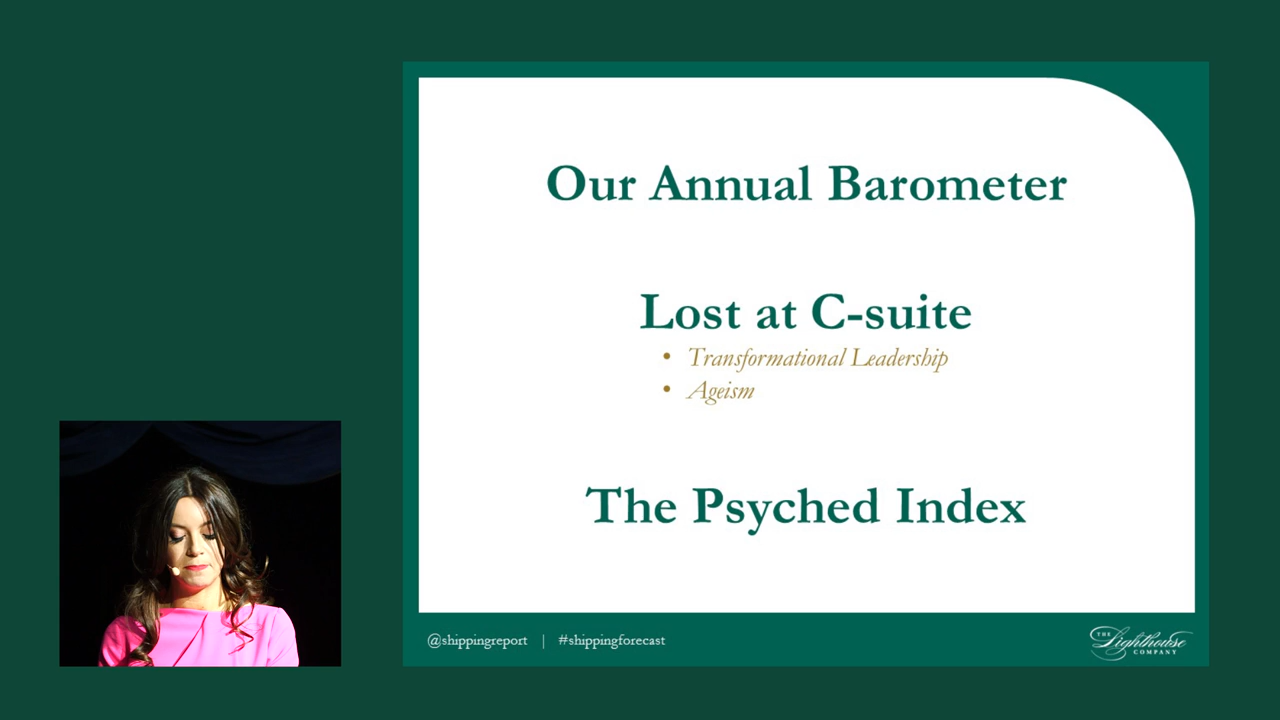 Our Annual Barometer
Lost at C-suite
• Transformational Leadership
• Ageism
The Psyched Index
@shippingreport | #shippingforecast
THE
Lighthouse
COMPANY